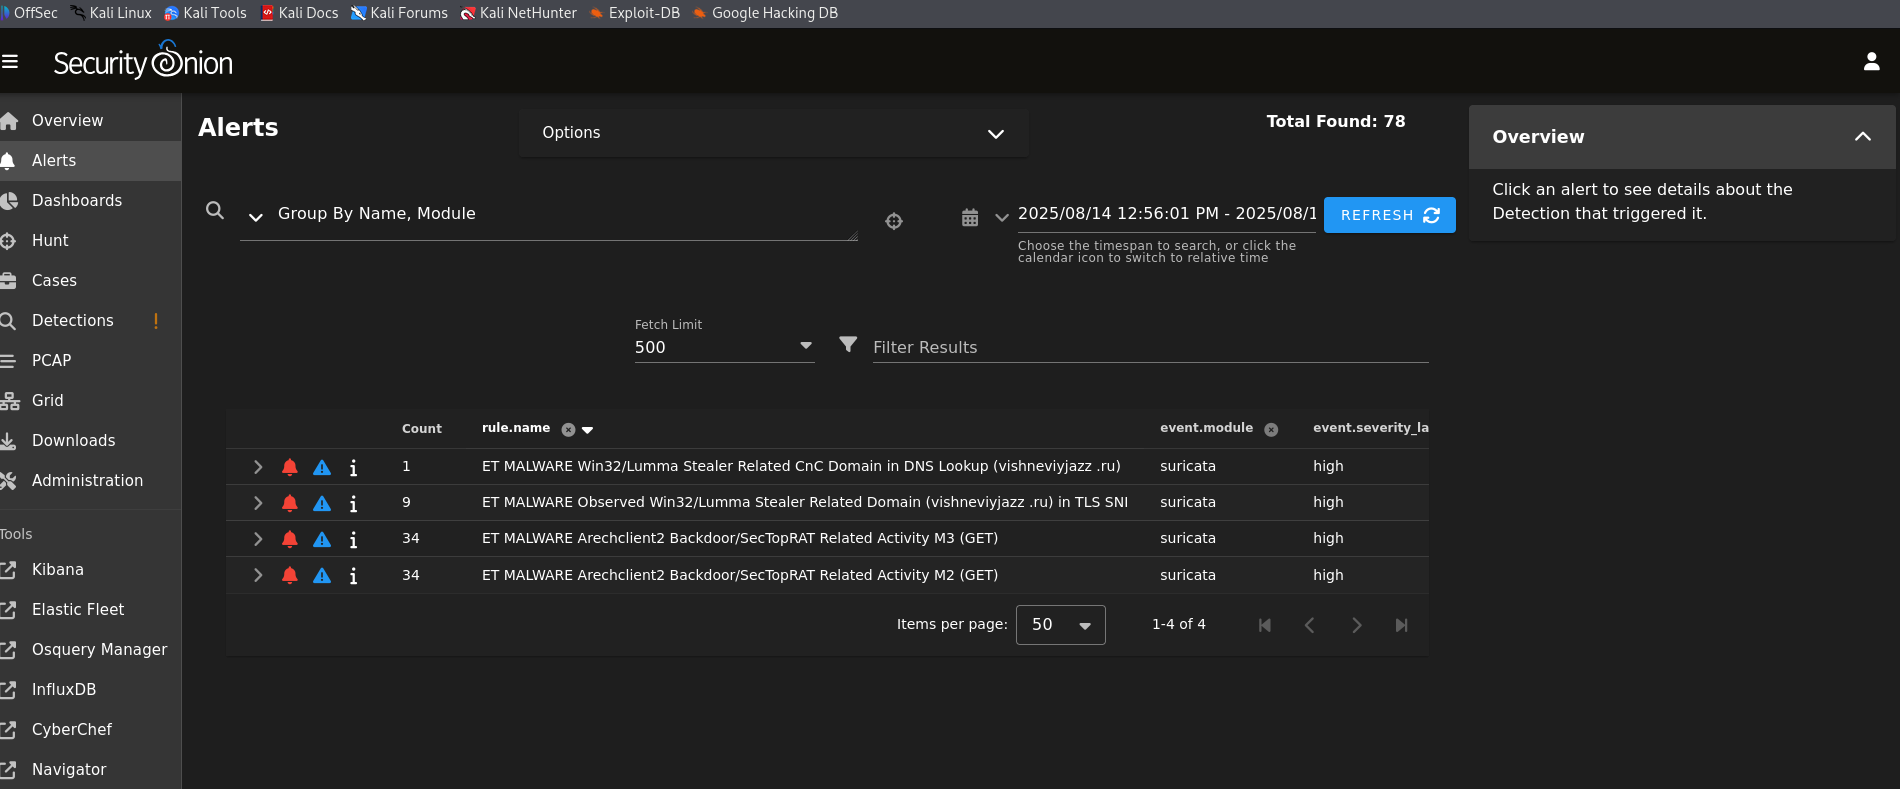 OffSec Kali Linux Kali Tools Kali Docs Kali Forums Kali NetHunter Exploit-DB Google Hacking DB
Security Onion
Overview
Alerts
Dashboards
Hunt
Cases
Detections !
PCAP
Grid
Downloads
Administration
Tools
Kibana
Elastic Fleet
Osquery Manager
InfluxDB
CyberChef
Navigator
Alerts
Options
Total Found: 78
Group By Name, Module
2025/08/14 12:56:01 PM - 2025/08/1
REFRESH
Choose the timespan to search, or click the
calendar icon to switch to relative time
Fetch Limit
500
Filter Results
Count rule.name event.module event.severity_la
1 ET MALWARE Win32/Lumma Stealer Related CnC Domain in DNS Lookup (vishneviyjazz .ru) suricata high
9 ET MALWARE Observed Win32/Lumma Stealer Related Domain (vishneviyjazz .ru) in TLS SNI suricata high
34 ET MALWARE Arechclient2 Backdoor/SecTopRAT Related Activity M3 (GET) suricata high
34 ET MALWARE Arechclient2 Backdoor/SecTopRAT Related Activity M2 (GET) suricata high
Items per page: 50 1-4 of 4
Overview
Click an alert to see details about the
Detection that triggered it.